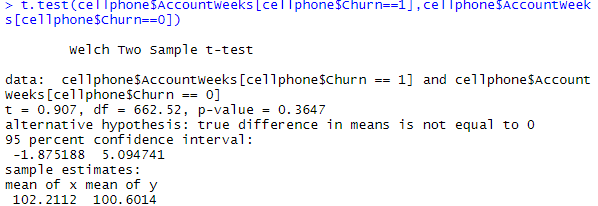 > t.test(cellphone$AccountWeeks[cellphone$Churn==1],cellphone$AccountWeek
s[cellphone$Churn==0])
Welch Two Sample t-test
data:  cellphone$AccountWeeks[cellphone$Churn == 1] and cellphone$Account
Weeks[cellphone$Churn == 0]
t = 0.907, df = 662.52, p-value = 0.3647
alternative hypothesis: true difference in means is not equal to 0
95 percent confidence interval:
-1.875188 5.094741
sample estimates:
mean of x mean of y
102.2112 100.6014